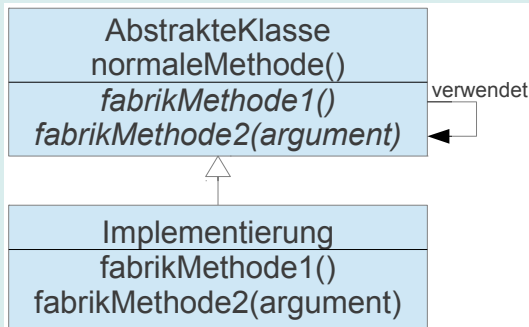 AbstrakteKlasse
normaleMethode()
fabrikMethode1()
fabrikMethode2(argument)
verwendet
Implementierung
fabrikMethode1()
fabrikMethode2(argument)